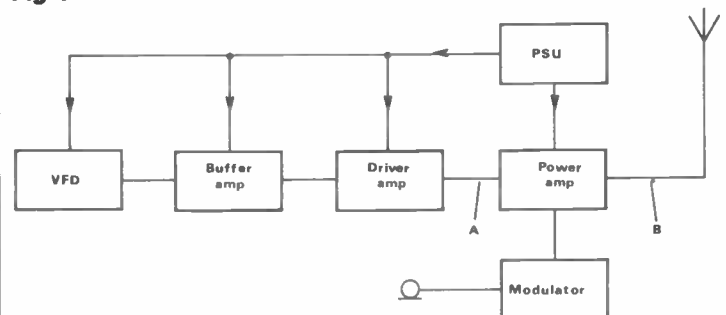 PSU
VFD
Buffer
amp
Driver
amp
Power
amp
A
B
Modulator